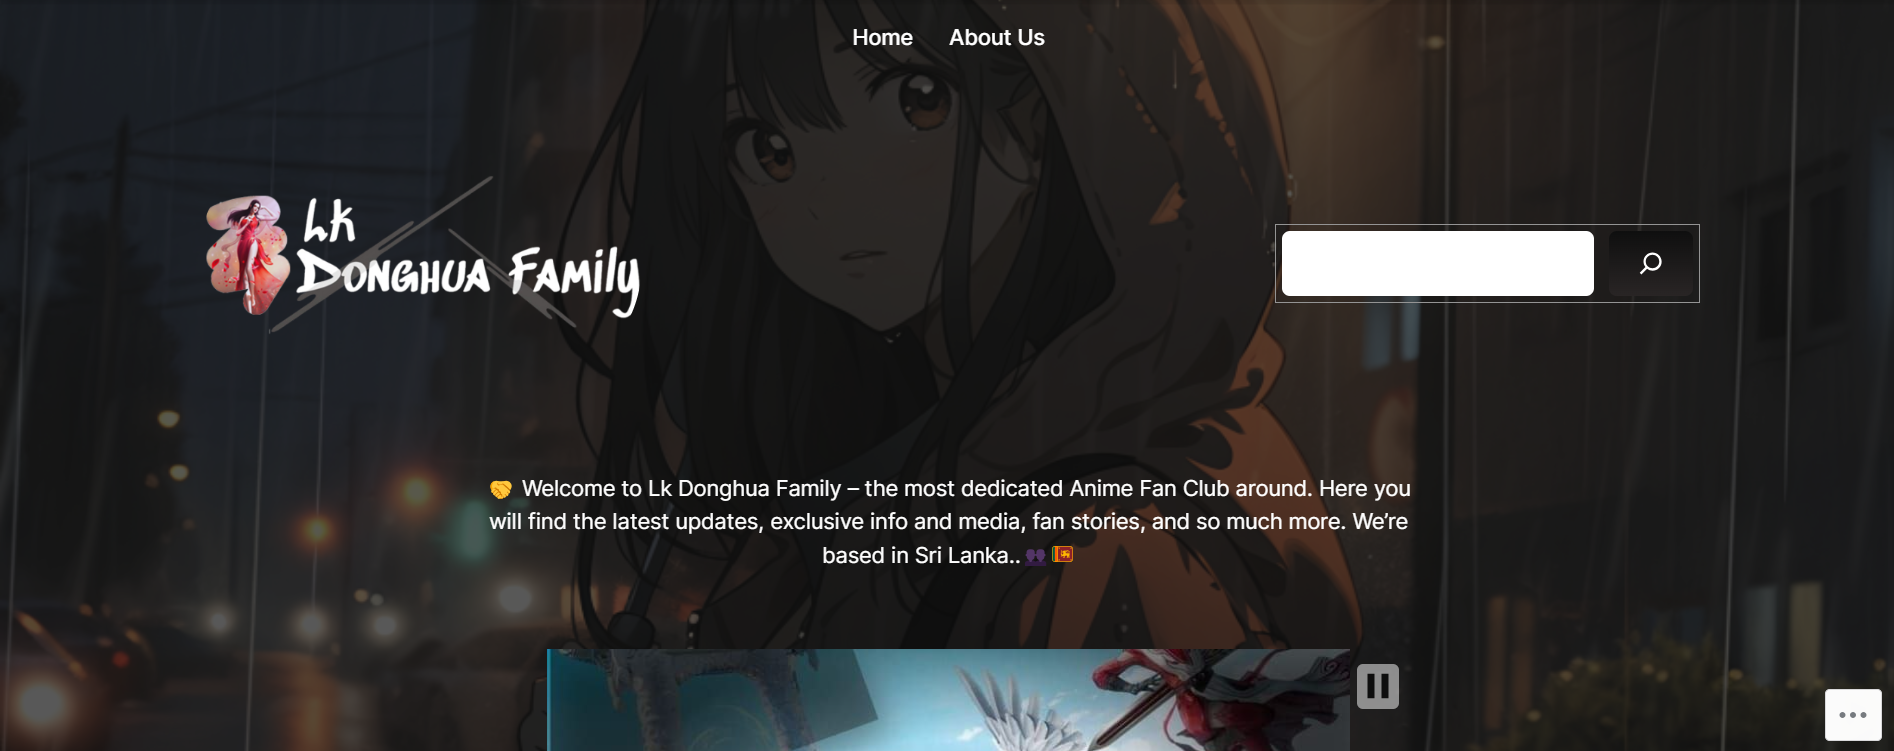 Home About Us
Lk
Donghua Family
🤝 Welcome to Lk Donghua Family – the most dedicated Anime Fan Club around. Here you
will find the latest updates, exclusive info and media, fan stories, and so much more. We’re
based in Sri Lanka.. 👥 🇱🇰